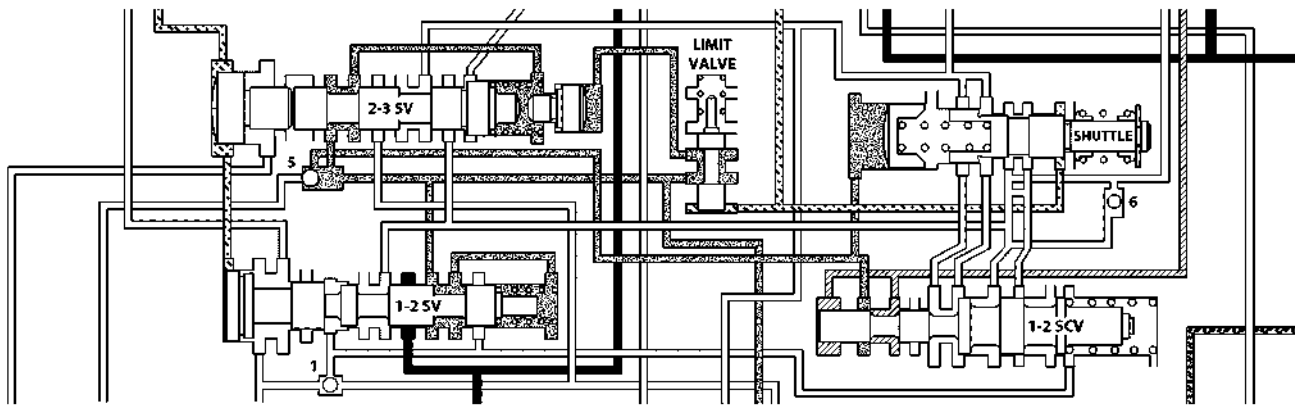 LIMIT
VALVE
2-3 SV
SHUTTLE
5
6
1-2 SV
1-2 SCV
1